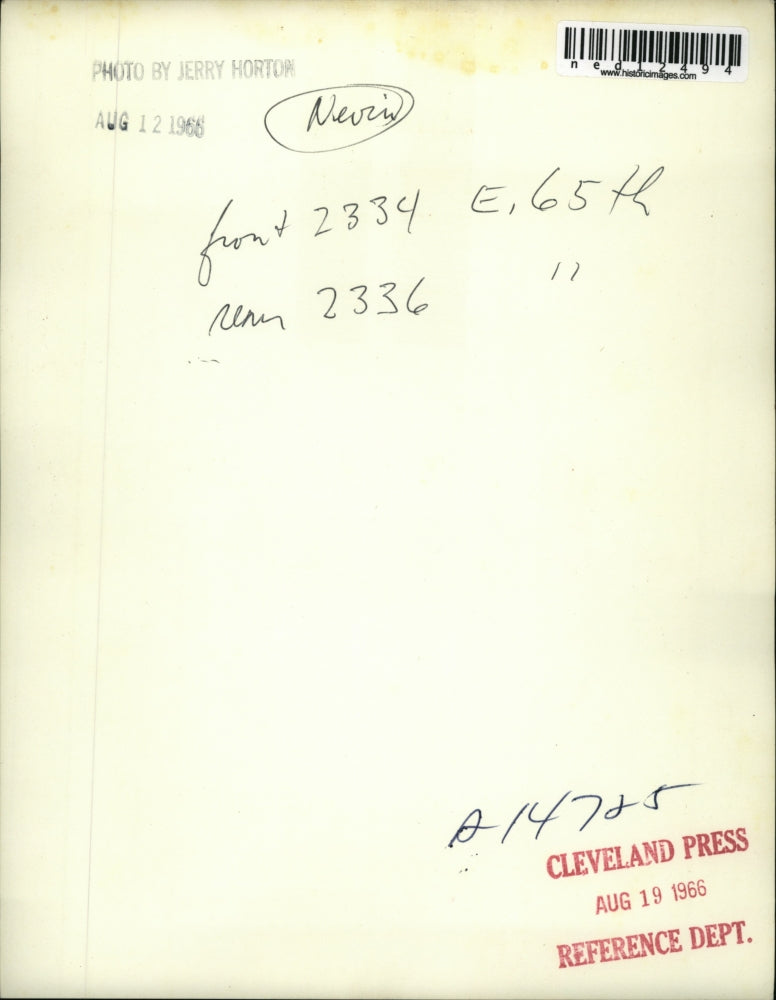 PHOTO BY JERRY HORTON
AUG 12 1966
ned12494
www.historicimages.com
Nevin
front 2334 E. 65th
rear 2336 "
A14725
CLEVELAND PRESS
AUG 19 1966
REFERENCE DEPT.